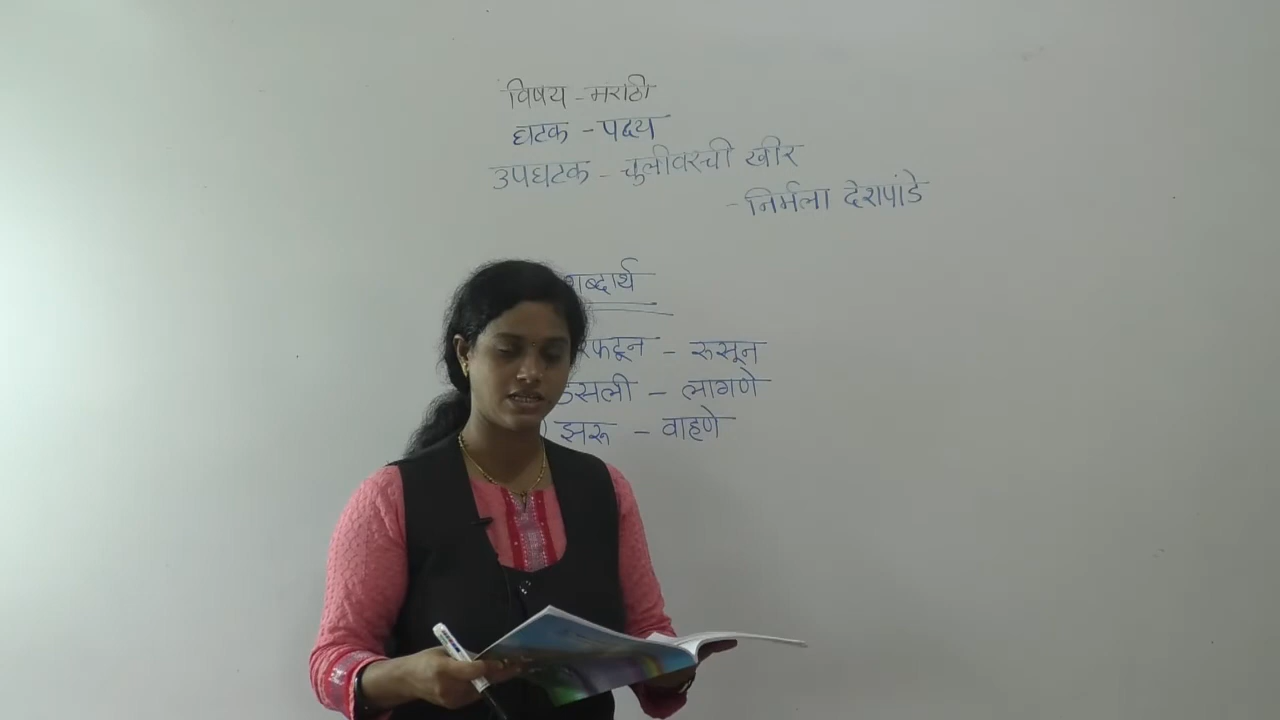 विषय - मराठी
घटक - पद्य
उपघटक - चुलीवरची खीर
- निर्मला देशपांडे
शब्दार्थ
- रुसून
- लागणे
झरू - वाहणे